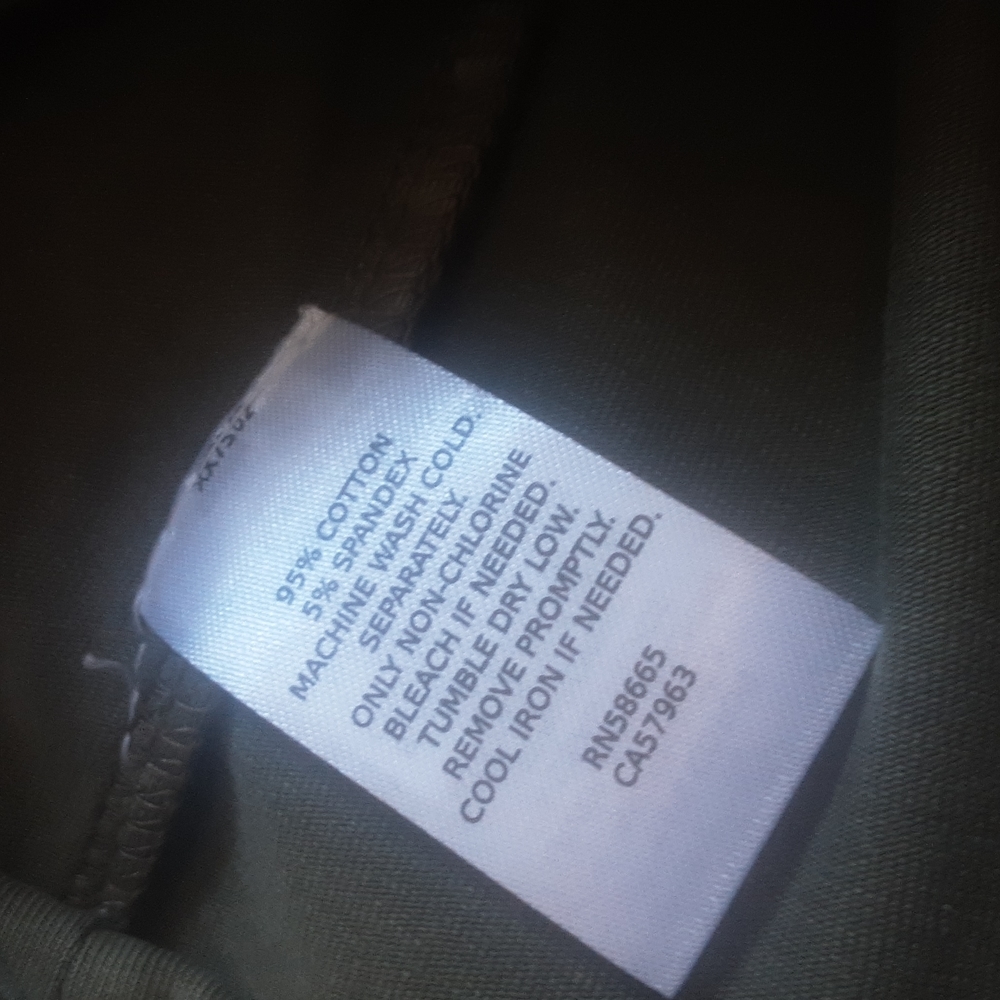 95% COTTON
5% SPANDEX
MACHINE WASH COLD.
SEPARATELY.
ONLY NON-CHLORINE
BLEACH IF NEEDED.
TUMBLE DRY LOW.
REMOVE PROMPTLY.
COOL IRON IF NEEDED.
RN58665
CA57963